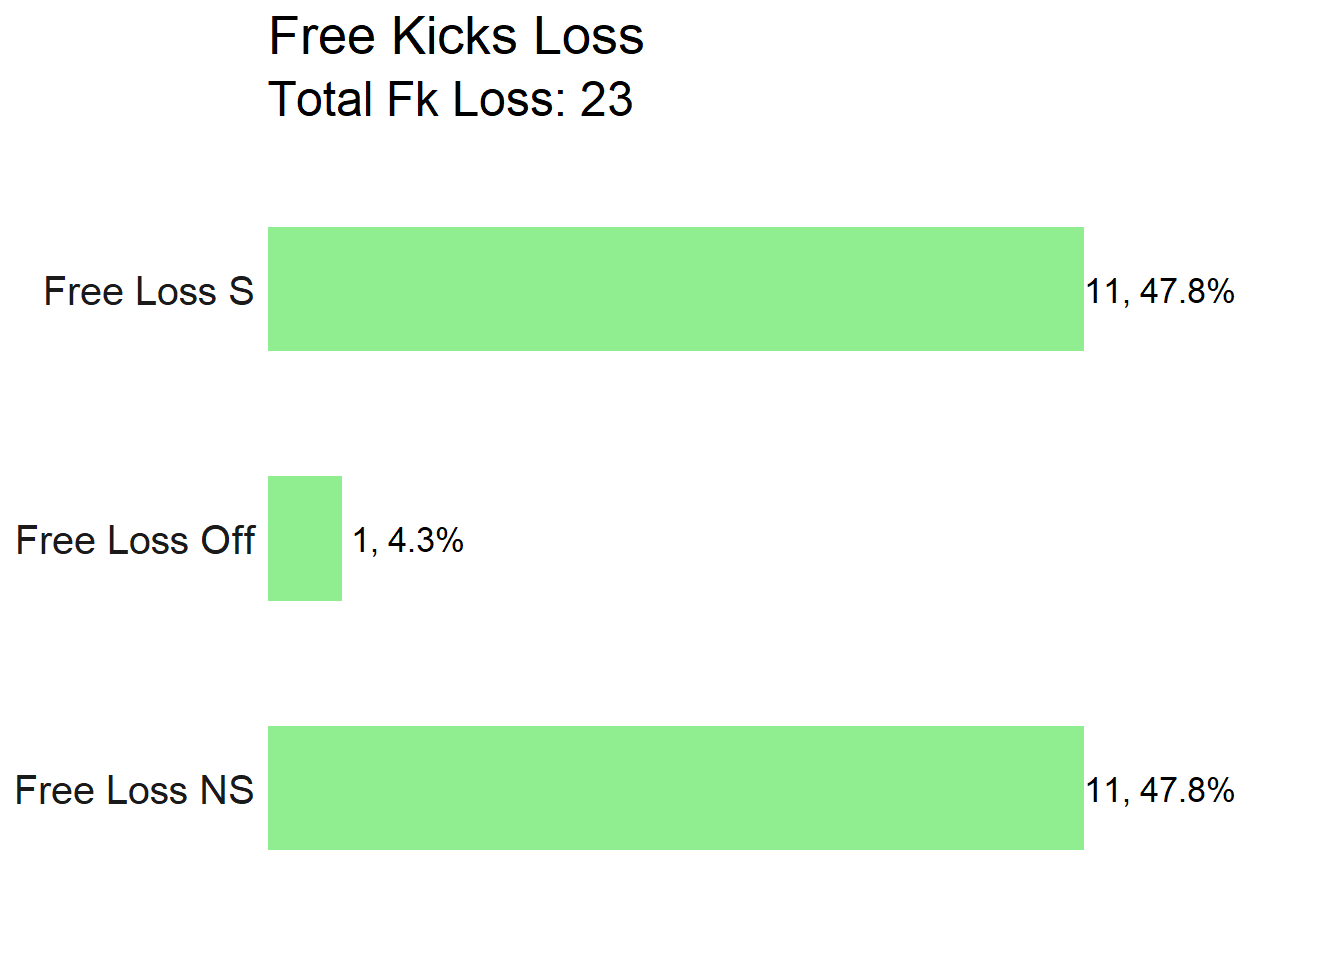 Free Kicks Loss
Total Fk Loss: 23
Free Loss S
11, 47.8%
Free Loss Off
1, 4.3%
Free Loss NS
11, 47.8%